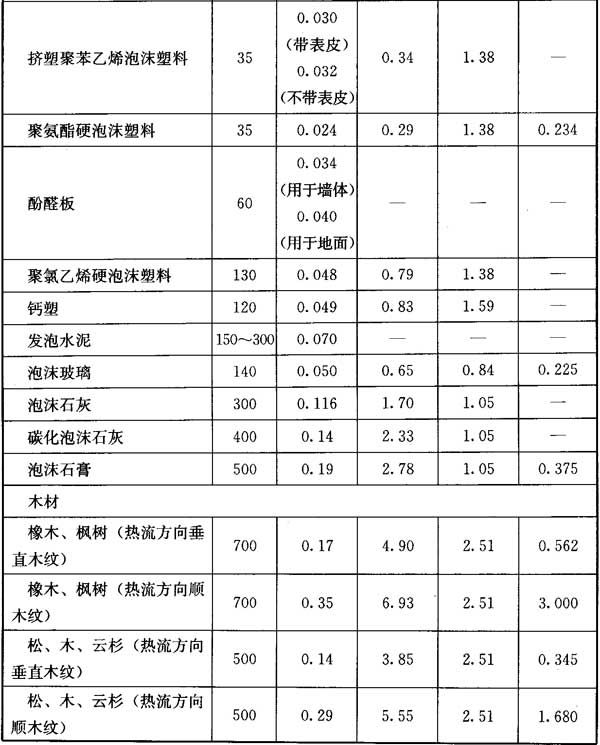 挤塑聚苯乙烯泡沫塑料 35 0.030 0.34 1.38 —
（带表皮）
0.032
（不带表皮）
聚氨酯硬泡沫塑料 35 0.024 0.29 1.38 0.234
酚醛板 60 0.034 — — —
（用于墙体）
0.040
（用于地面）
聚氯乙烯硬泡沫塑料 130 0.048 0.79 1.38 —
钙塑 120 0.049 0.83 1.59 —
发泡水泥 150～300 0.070 — — —
泡沫玻璃 140 0.050 0.65 0.84 0.225
泡沫石灰 300 0.116 1.70 1.05 —
碳化泡沫石灰 400 0.14 2.33 1.05 —
泡沫石膏 500 0.19 2.78 1.05 0.375
木材
橡木、枫树（热流方向垂
直木纹） 700 0.17 4.90 2.51 0.562
橡木、枫树（热流方向顺
木纹） 700 0.35 6.93 2.51 3.000
松、木、云杉（热流方向
垂直木纹） 500 0.14 3.85 2.51 0.345
松、木、云杉（热流方向
顺木纹） 500 0.29 5.55 2.51 1.680